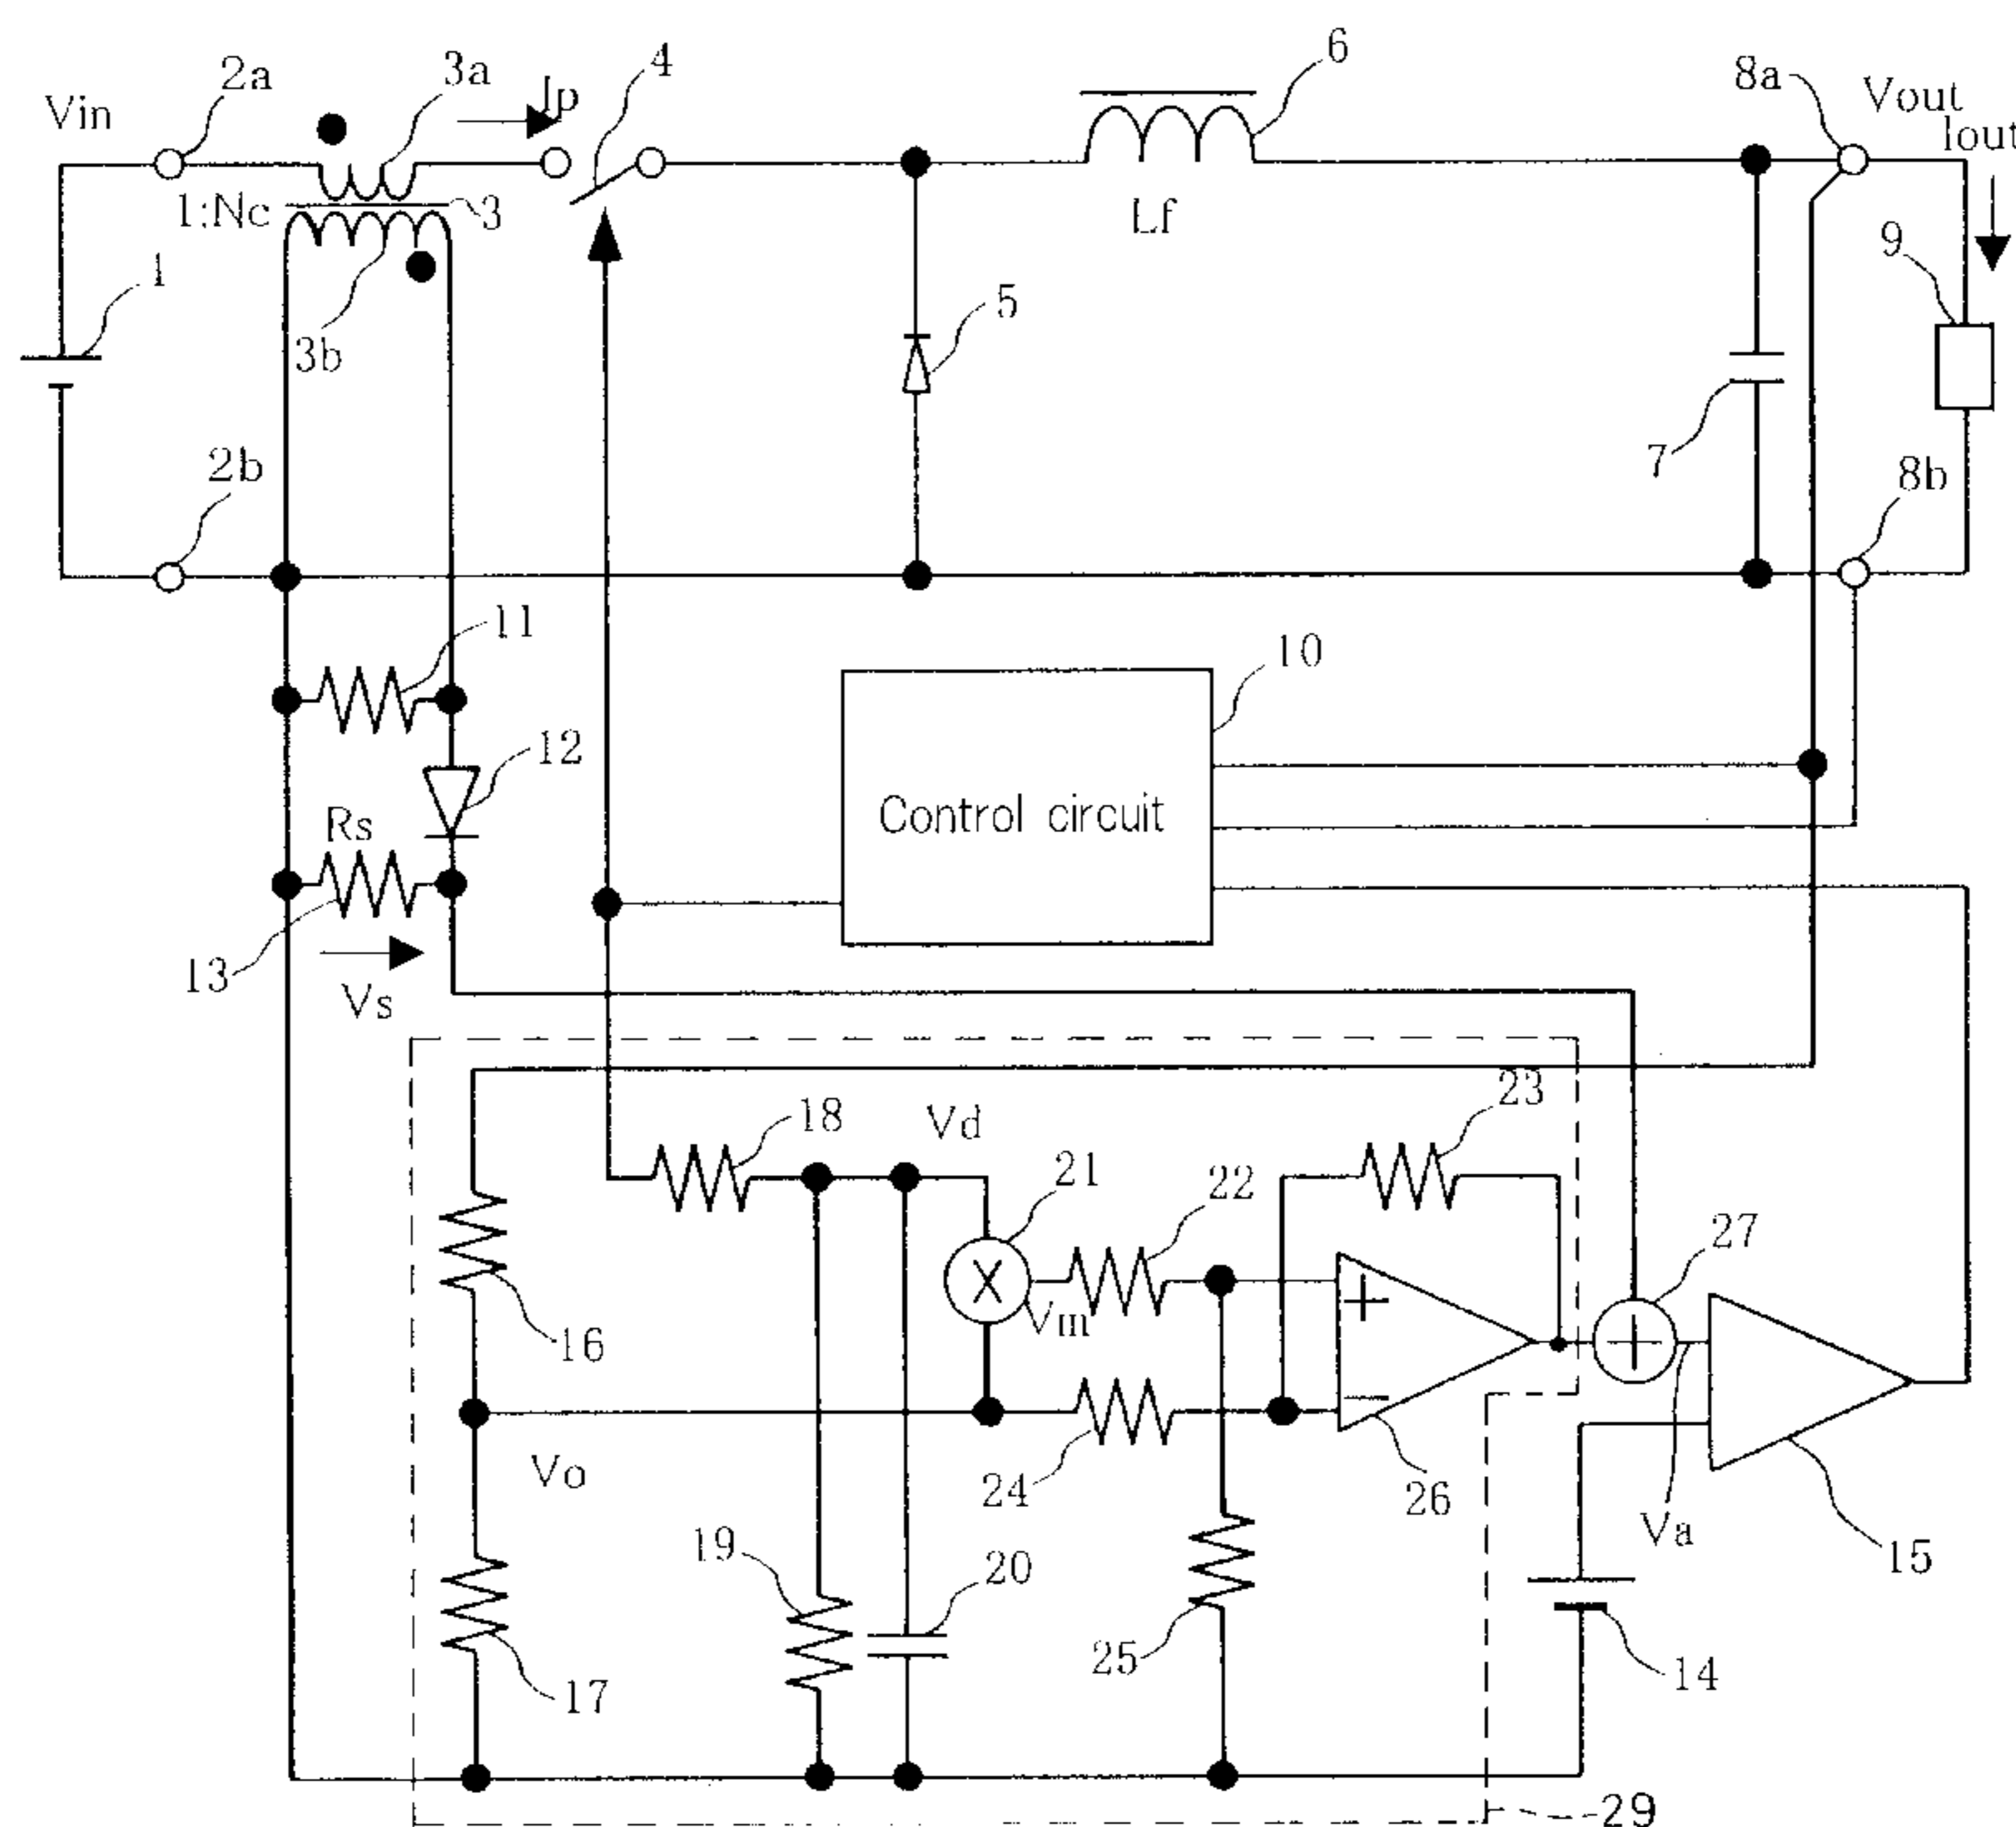 Vin
2a
3a
Ip
4
6
8a
Vout
Iout
1:Nc
3
Lf
9
1
3b
5
7
2b
8b
11
10
12
Control circuit
Rs
13
Vs
18
Vd
23
21
22
27
X
Vm
+
+
16
24
26
Vo
Va
15
19
20
25
14
17
29